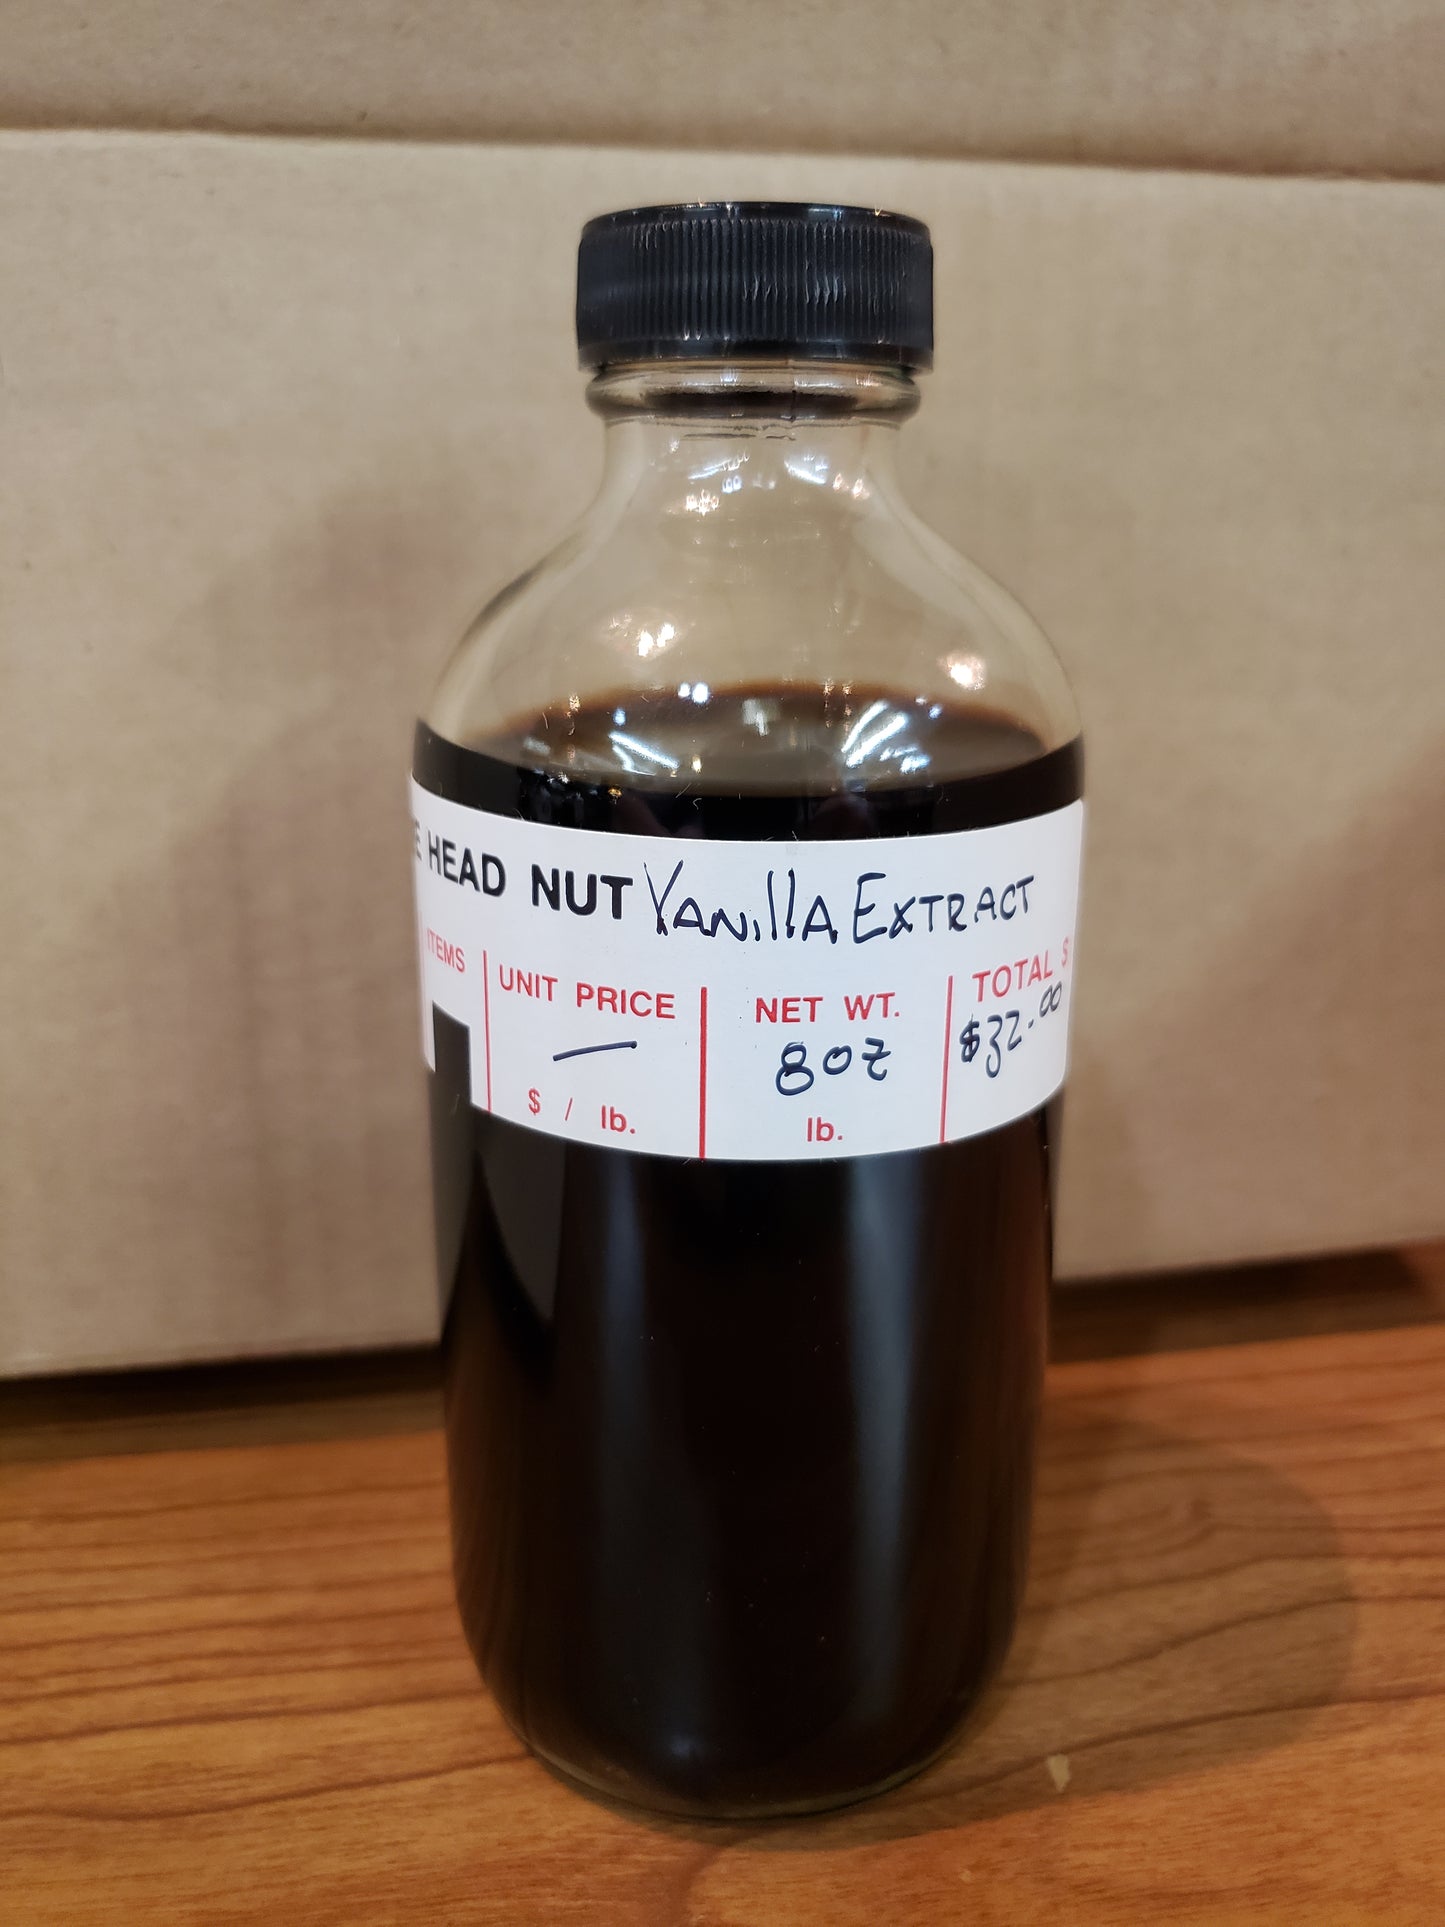 HEAD NUT Vanilla Extract
ITEMS UNIT PRICE NET WT. TOTAL $
— 8oz $32.00
$ / lb. lb.